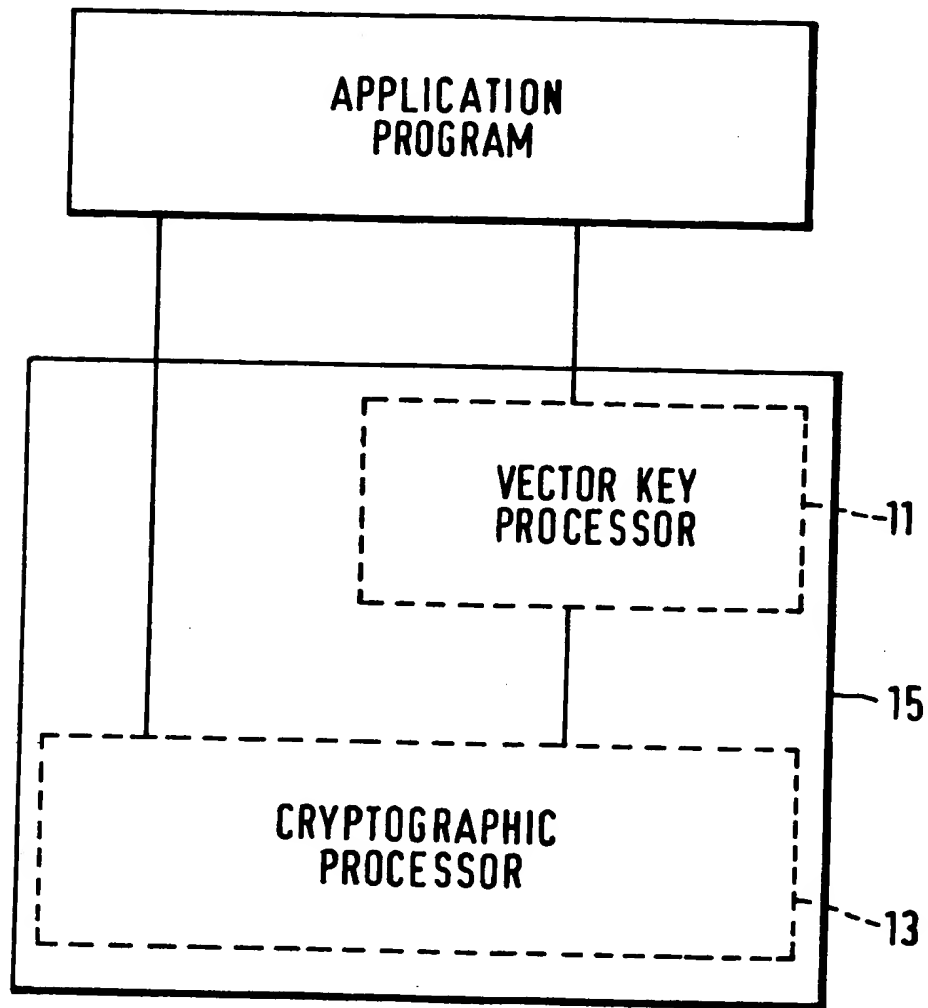 APPLICATION
PROGRAM
VECTOR KEY
PROCESSOR
11
15
CRYPTOGRAPHIC
PROCESSOR
13